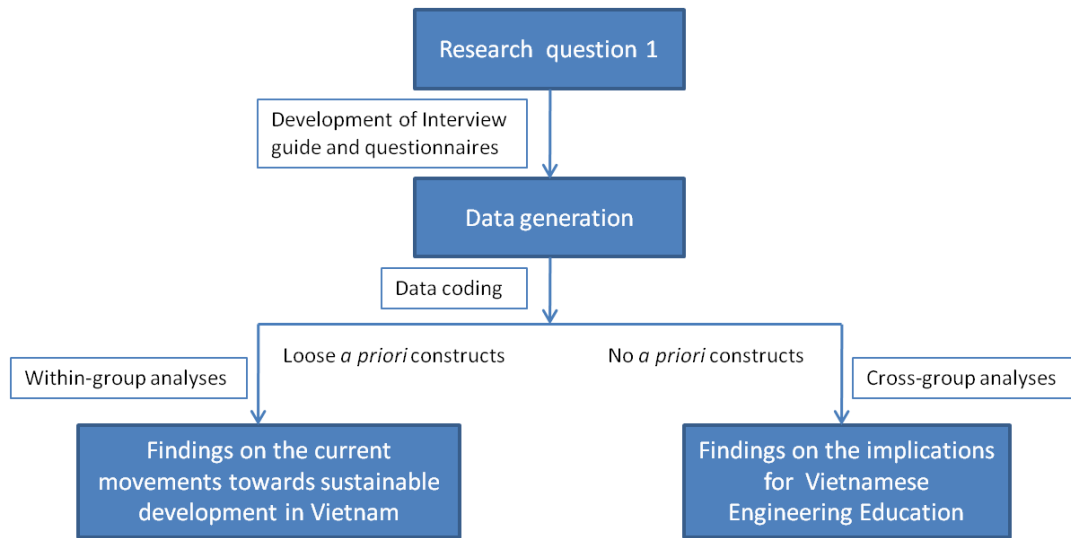 Research question 1
Development of Interview
guide and questionnaires
Data generation
Data coding
Loose a priori constructs
No a priori constructs
Within-group analyses
Cross-group analyses
Findings on the current
movements towards sustainable
development in Vietnam
Findings on the implications
for Vietnamese
Engineering Education